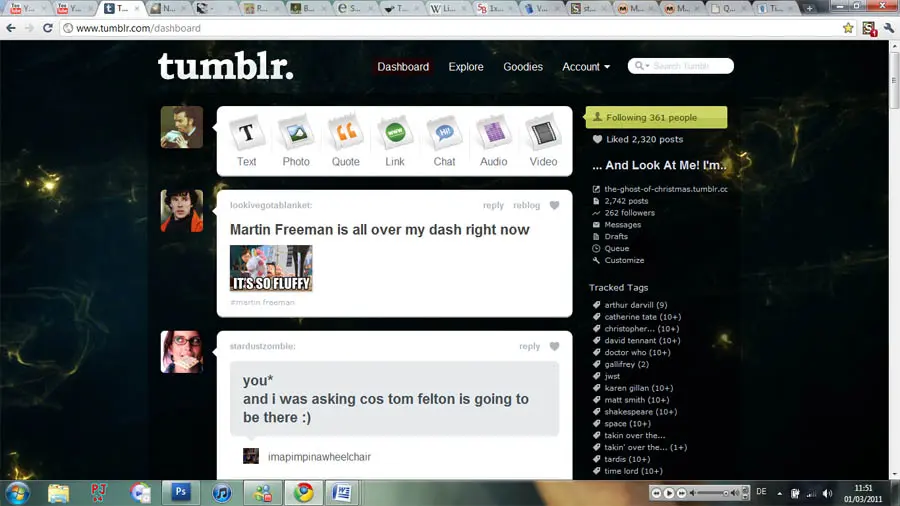 Yo
Yo
T
N
-
P
B
S
T
W Li
Ix
V
st
M
M
Q
Ti
www.tumblr.com/dashboard
tumblr.
Dashboard Explore Goodies Account Search Tumblr
T Text
Photo
Quote
www Link
Hi! Chat
Audio
Video
Following 361 people
Liked 2,320 posts
... And Look At Me! I'm..
the-ghost-of-christmas.tumblr.cc
2,742 posts
262 followers
Messages
Drafts
Queue
Customize
lookivegotablanket: reply reblog
Martin Freeman is all over my dash right now
IT'S SO FLUFFY
#martin freeman
stardustzombie: reply
you*
and i was asking cos tom felton is going to
be there :)
imapimpinawheelchair
Tracked Tags
arthur darvill (9)
catherine tate (10+)
christopher... (10+)
david tennant (10+)
doctor who (10+)
gallifrey (2)
jwst
karen gillan (10+)
matt smith (10+)
shakespeare (10+)
space (10+)
takin over the...
takin' over the... (1+)
tardis (10+)
time lord (10+)
Ps
W
DE
11:51
01/03/2011